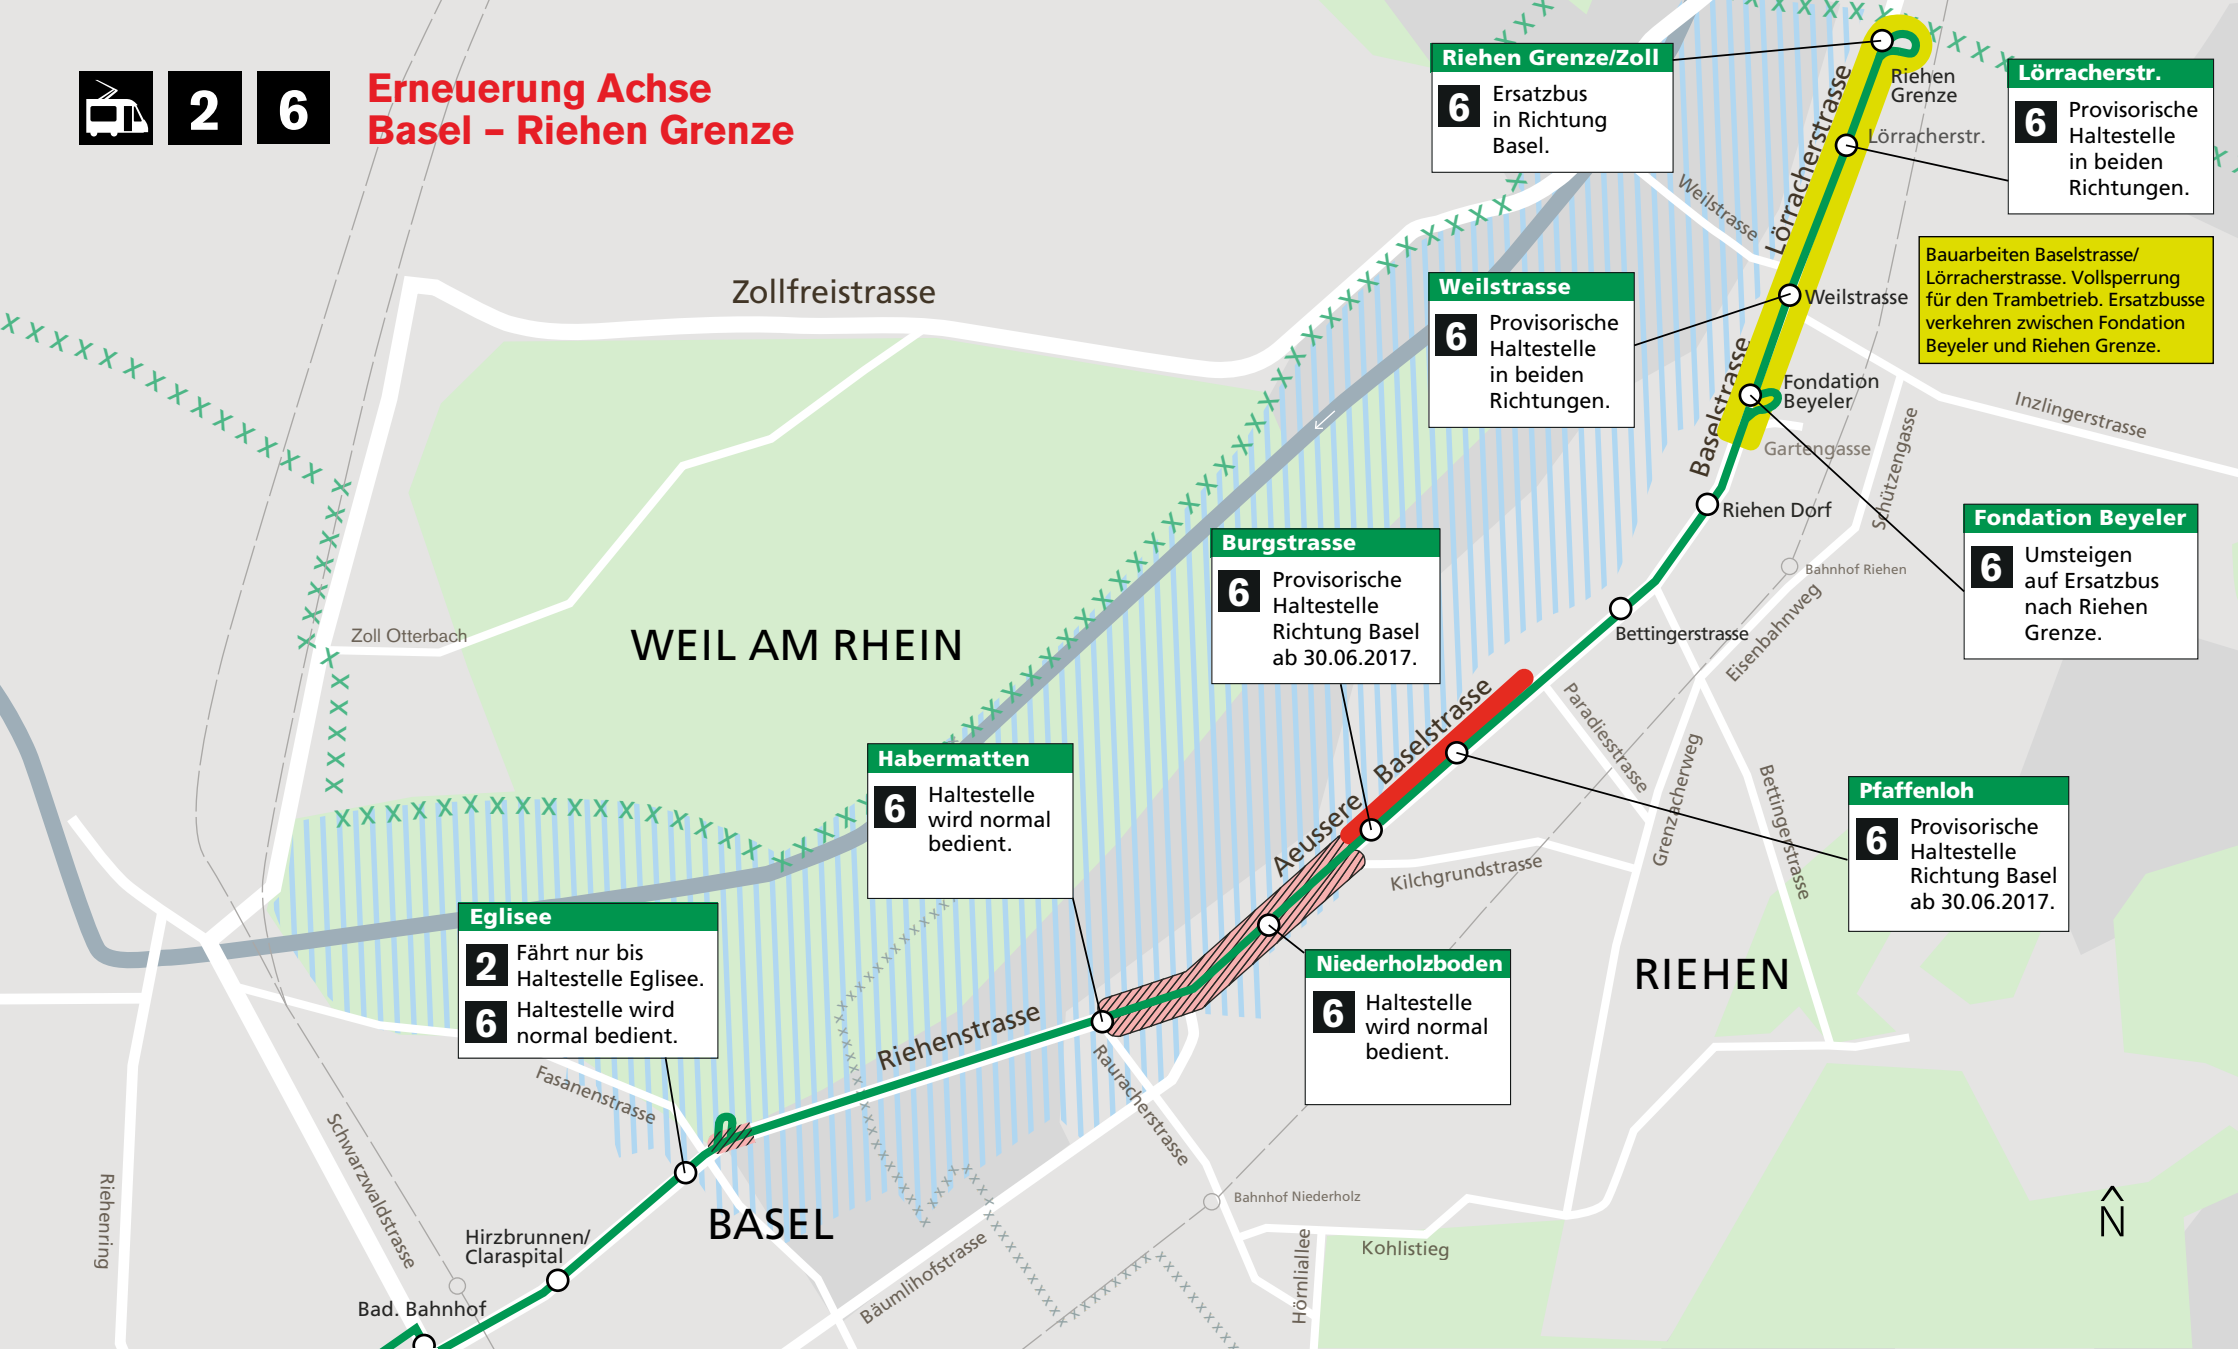 2 6
Erneuerung Achse
Basel – Riehen Grenze
Riehen Grenze/Zoll
6
Ersatzbus
in Richtung
Basel.
Riehen
Grenze
Lörracherstr.
Lörracherstr.
6
Provisorische
Haltestelle
in beiden
Richtungen.
Lörracherstrasse
Weilstrasse
Bauarbeiten Baselstrasse/
Lörracherstrasse. Vollsperrung
für den Trambetrieb. Ersatzbusse
verkehren zwischen Fondation
Beyeler und Riehen Grenze.
Zollfreistrasse
Weilstrasse
6
Provisorische
Haltestelle
in beiden
Richtungen.
Weilstrasse
Baselstrasse
Fondation
Beyeler
Gartengasse
Inzlingerstrasse
Schützengasse
Riehen Dorf
Fondation Beyeler
6
Umsteigen
auf Ersatzbus
nach Riehen
Grenze.
Bahnhof Riehen
Burgstrasse
6
Provisorische
Haltestelle
Richtung Basel
ab 30.06.2017.
Bettingerstrasse
Eisenbahnweg
Zoll Otterbach
WEIL AM RHEIN
Aeussere Baselstrasse
Paradiesstrasse
Grenzacherweg
Bettingerstrasse
Habermatten
6
Haltestelle
wird normal
bedient.
Pfaffenloh
6
Provisorische
Haltestelle
Richtung Basel
ab 30.06.2017.
Kilchgrundstrasse
Eglisee
2
Fährt nur bis
Haltestelle Eglisee.
6
Haltestelle wird
normal bedient.
Niederholzboden
6
Haltestelle
wird normal
bedient.
RIEHEN
Riehenstrasse
Rauracherstrasse
Fasanenstrasse
Schwarzwaldstrasse
Riehenring
BASEL
Hirzbrunnen/
Claraspital
Bad. Bahnhof
Bäumlihofstrasse
Bahnhof Niederholz
Hörnliallee
Kohlistieg
N